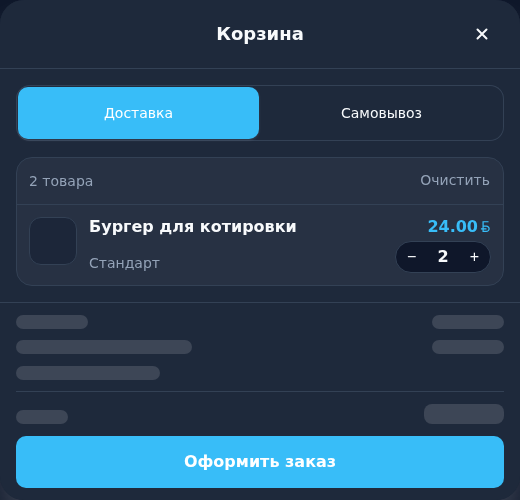 Корзина ✕
Доставка Самовывоз
2 товара Очистить
Бургер для котировки 24.00 Ƃ
Стандарт − 2 +
Оформить заказ